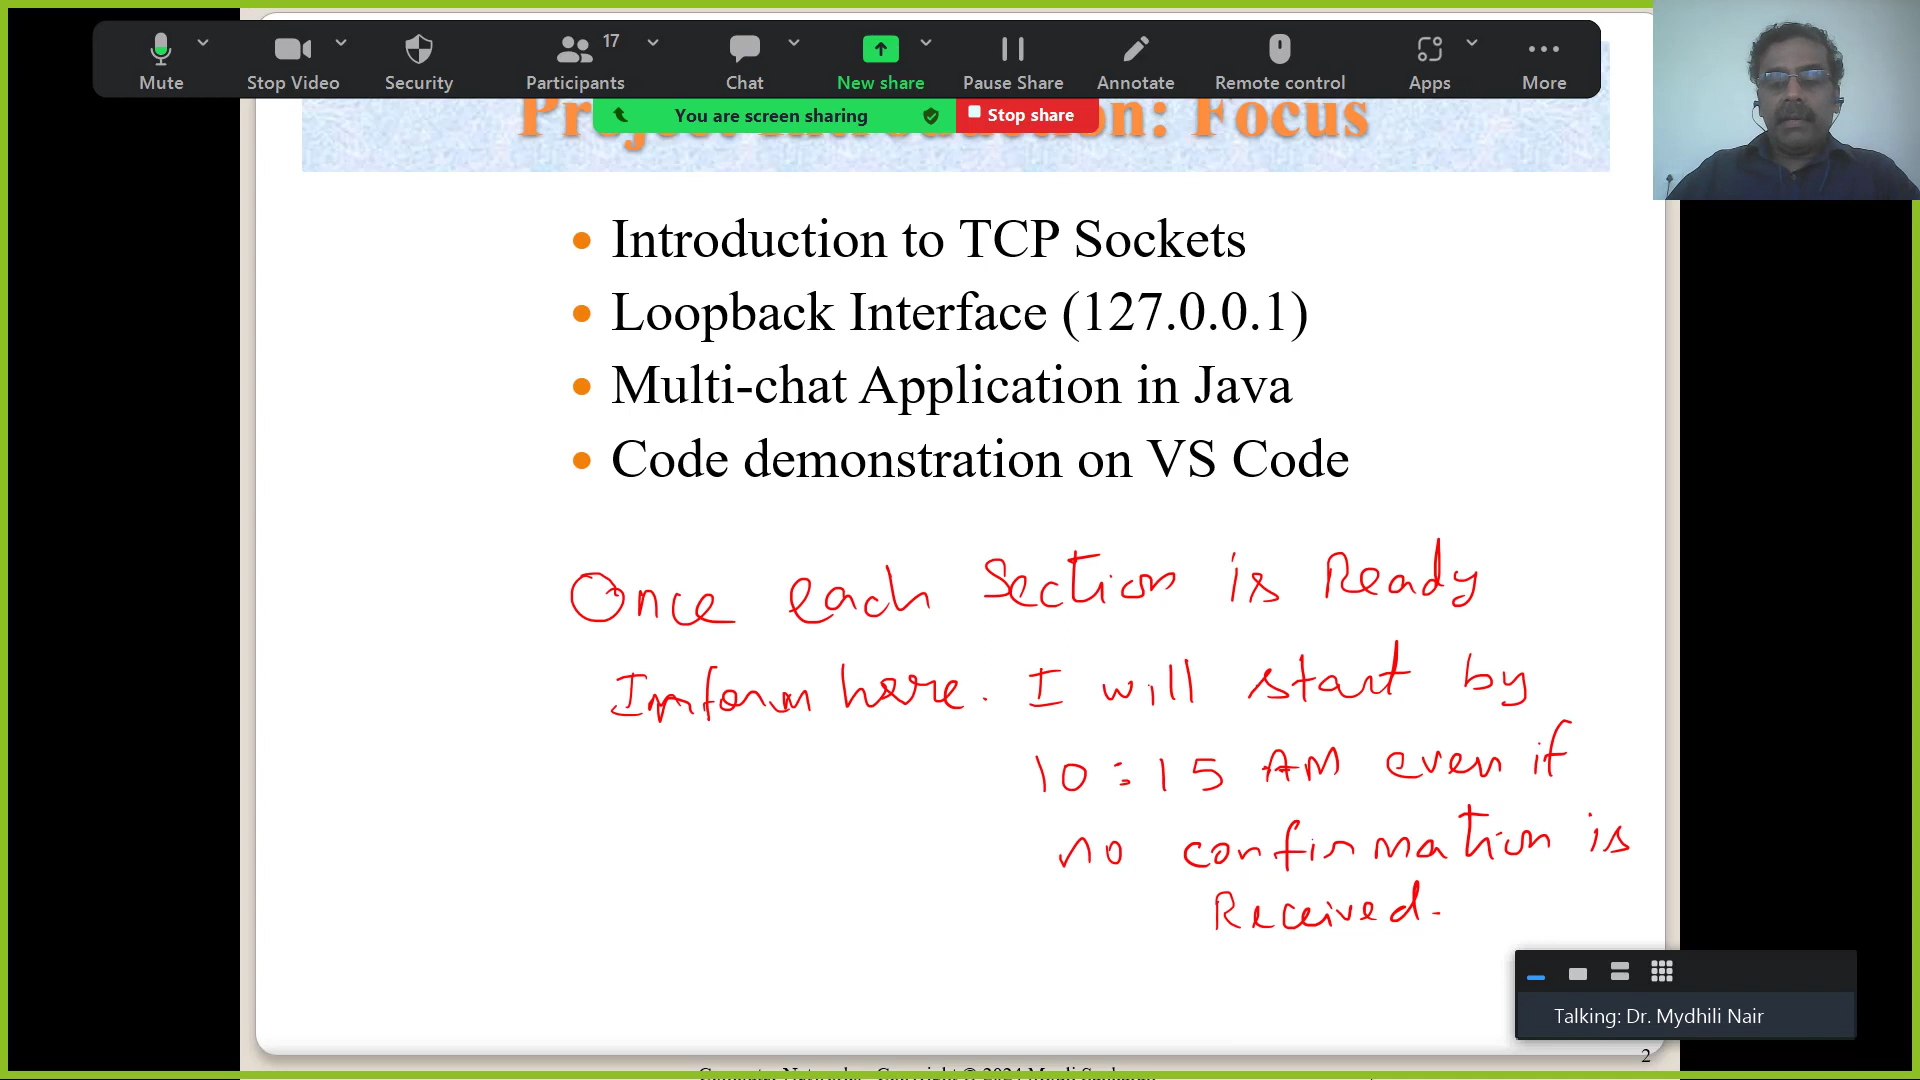 Mute
Stop Video
Security
Participants 17
Chat
New share
Pause Share
Annotate
Remote control
Apps
More
You are screen sharing
Stop share
Focus
Introduction to TCP Sockets
Loopback Interface (127.0.0.1)
Multi-chat Application in Java
Code demonstration on VS Code
Once each Section is Ready
Inform here. I will start by
10:15 AM even if
no confirmation is
Received.
Talking: Dr. Mydhili Nair
2